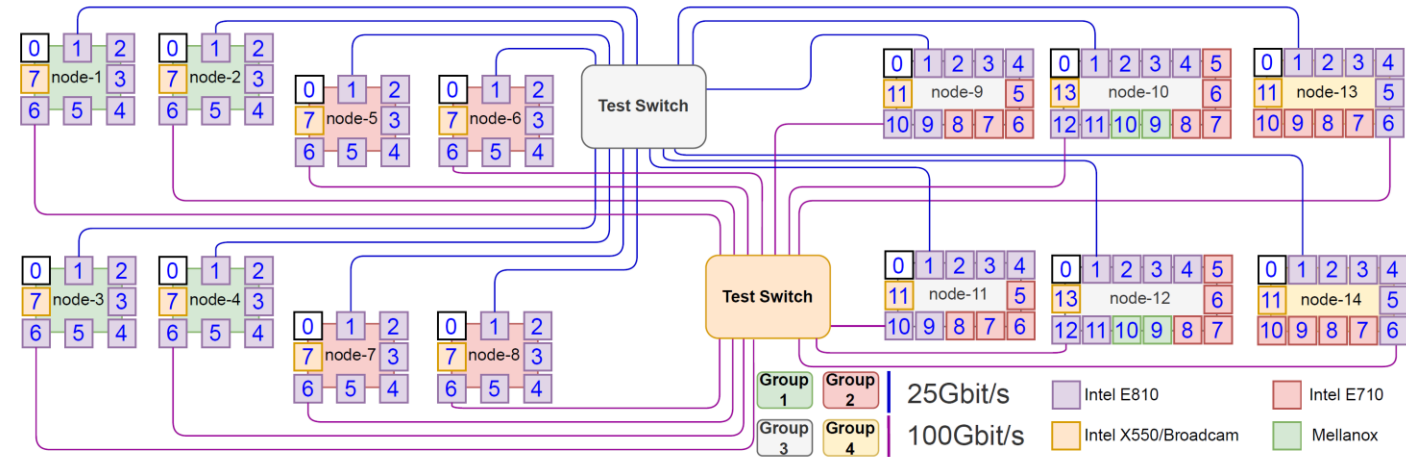 0 1 2
7 node-1 3
6 5 4
0 1 2
7 node-2 3
6 5 4
0 1 2
7 node-5 3
6 5 4
0 1 2
7 node-6 3
6 5 4
Test Switch
0 1 2 3 4
11 node-9 5
10 9 8 7 6
0 1 2 3 4 5
13 node-10 6
12 11 10 9 8 7
0 1 2 3 4
11 node-13 5
10 9 8 7 6
0 1 2
7 node-3 3
6 5 4
0 1 2
7 node-4 3
6 5 4
0 1 2
7 node-7 3
6 5 4
0 1 2
7 node-8 3
6 5 4
Test Switch
0 1 2 3 4
11 node-11 5
10 9 8 7 6
0 1 2 3 4 5
13 node-12 6
12 11 10 9 8 7
0 1 2 3 4
11 node-14 5
10 9 8 7 6
Group
1
Group
2
25Gbit/s
Intel E810
Intel E710
Group
3
Group
4
100Gbit/s
Intel X550/Broadcam
Mellanox